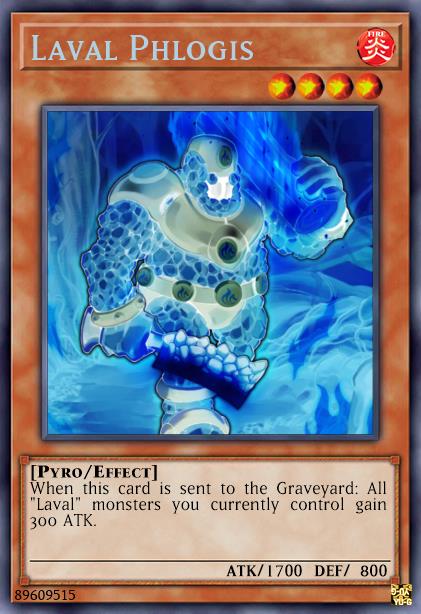 Laval Phlogis
FIRE
炎
[Pyro/Effect]
When this card is sent to the Graveyard: All
"Laval" monsters you currently control gain
300 ATK.
ATK/1700 DEF/ 800
89609515